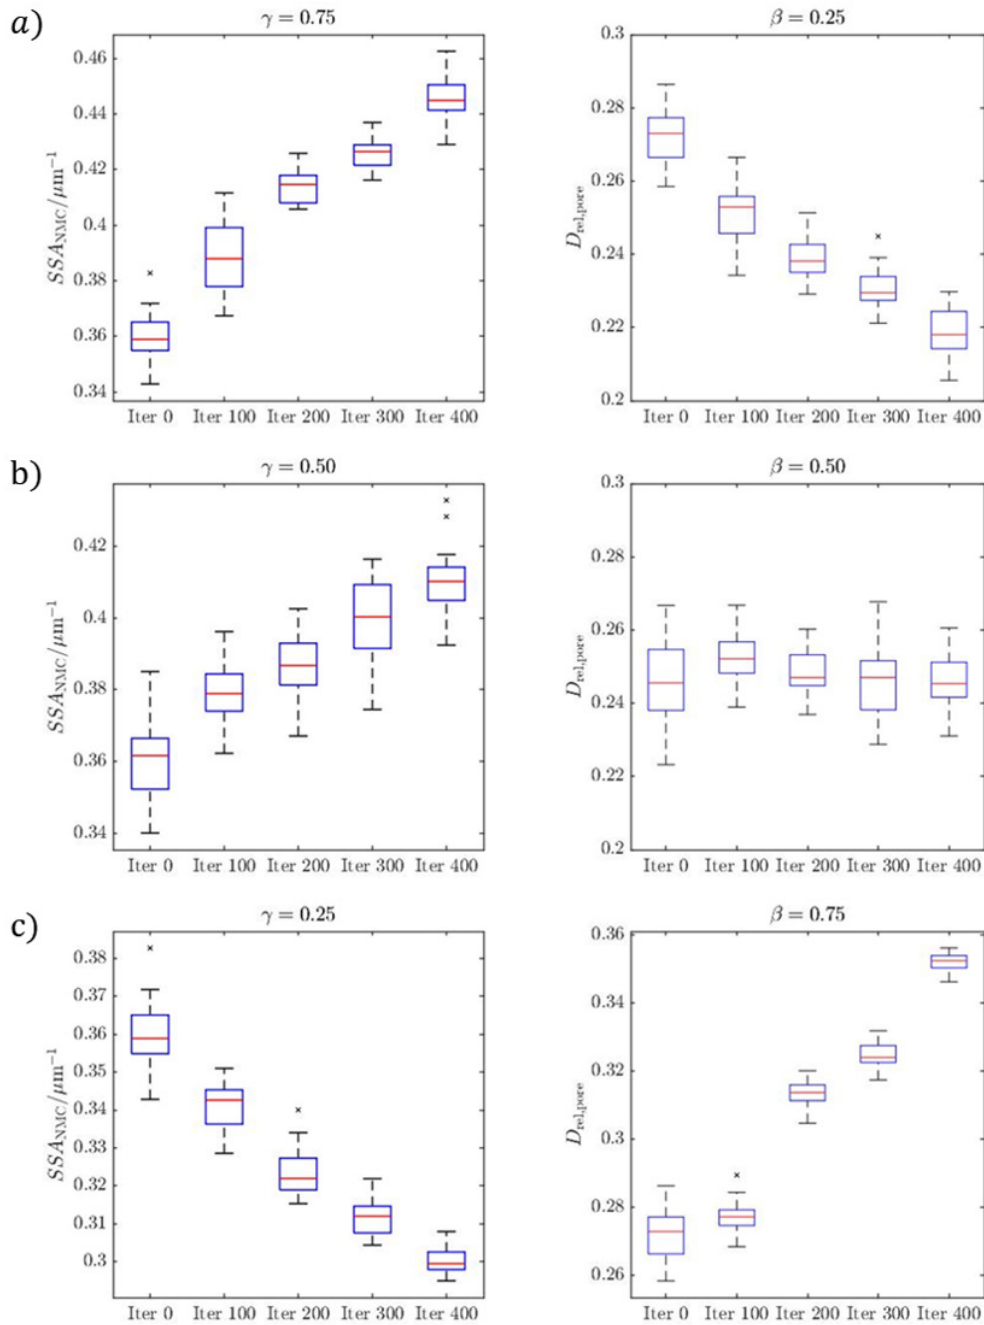 a)
γ = 0.75
0.46
0.44
0.42
0.4
0.38
0.36
0.34
SSA_NMC/μm⁻¹
Iter 0 Iter 100 Iter 200 Iter 300 Iter 400
β = 0.25
0.3
0.28
0.26
0.24
0.22
0.2
D_rel,pore
Iter 0 Iter 100 Iter 200 Iter 300 Iter 400
b)
γ = 0.50
0.42
0.4
0.38
0.36
0.34
SSA_NMC/μm⁻¹
Iter 0 Iter 100 Iter 200 Iter 300 Iter 400
β = 0.50
0.3
0.28
0.26
0.24
0.22
0.2
D_rel,pore
Iter 0 Iter 100 Iter 200 Iter 300 Iter 400
c)
γ = 0.25
0.38
0.37
0.36
0.35
0.34
0.33
0.32
0.31
0.3
SSA_NMC/μm⁻¹
Iter 0 Iter 100 Iter 200 Iter 300 Iter 400
β = 0.75
0.36
0.34
0.32
0.3
0.28
0.26
D_rel,pore
Iter 0 Iter 100 Iter 200 Iter 300 Iter 400